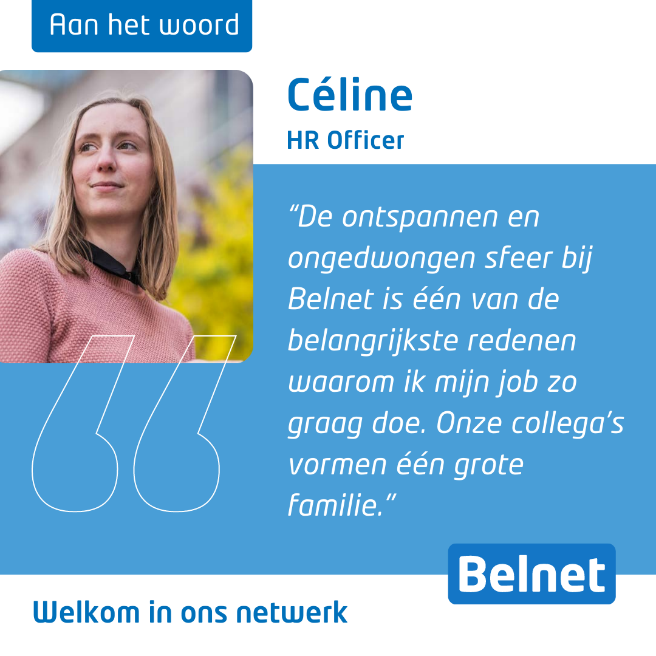 Aan het woord
Céline
HR Officer
“De ontspannen en
ongedwongen sfeer bij
Belnet is één van de
belangrijkste redenen
waarom ik mijn job zo
graag doe. Onze collega’s
vormen één grote
familie.”
Belnet
Welkom in ons netwerk